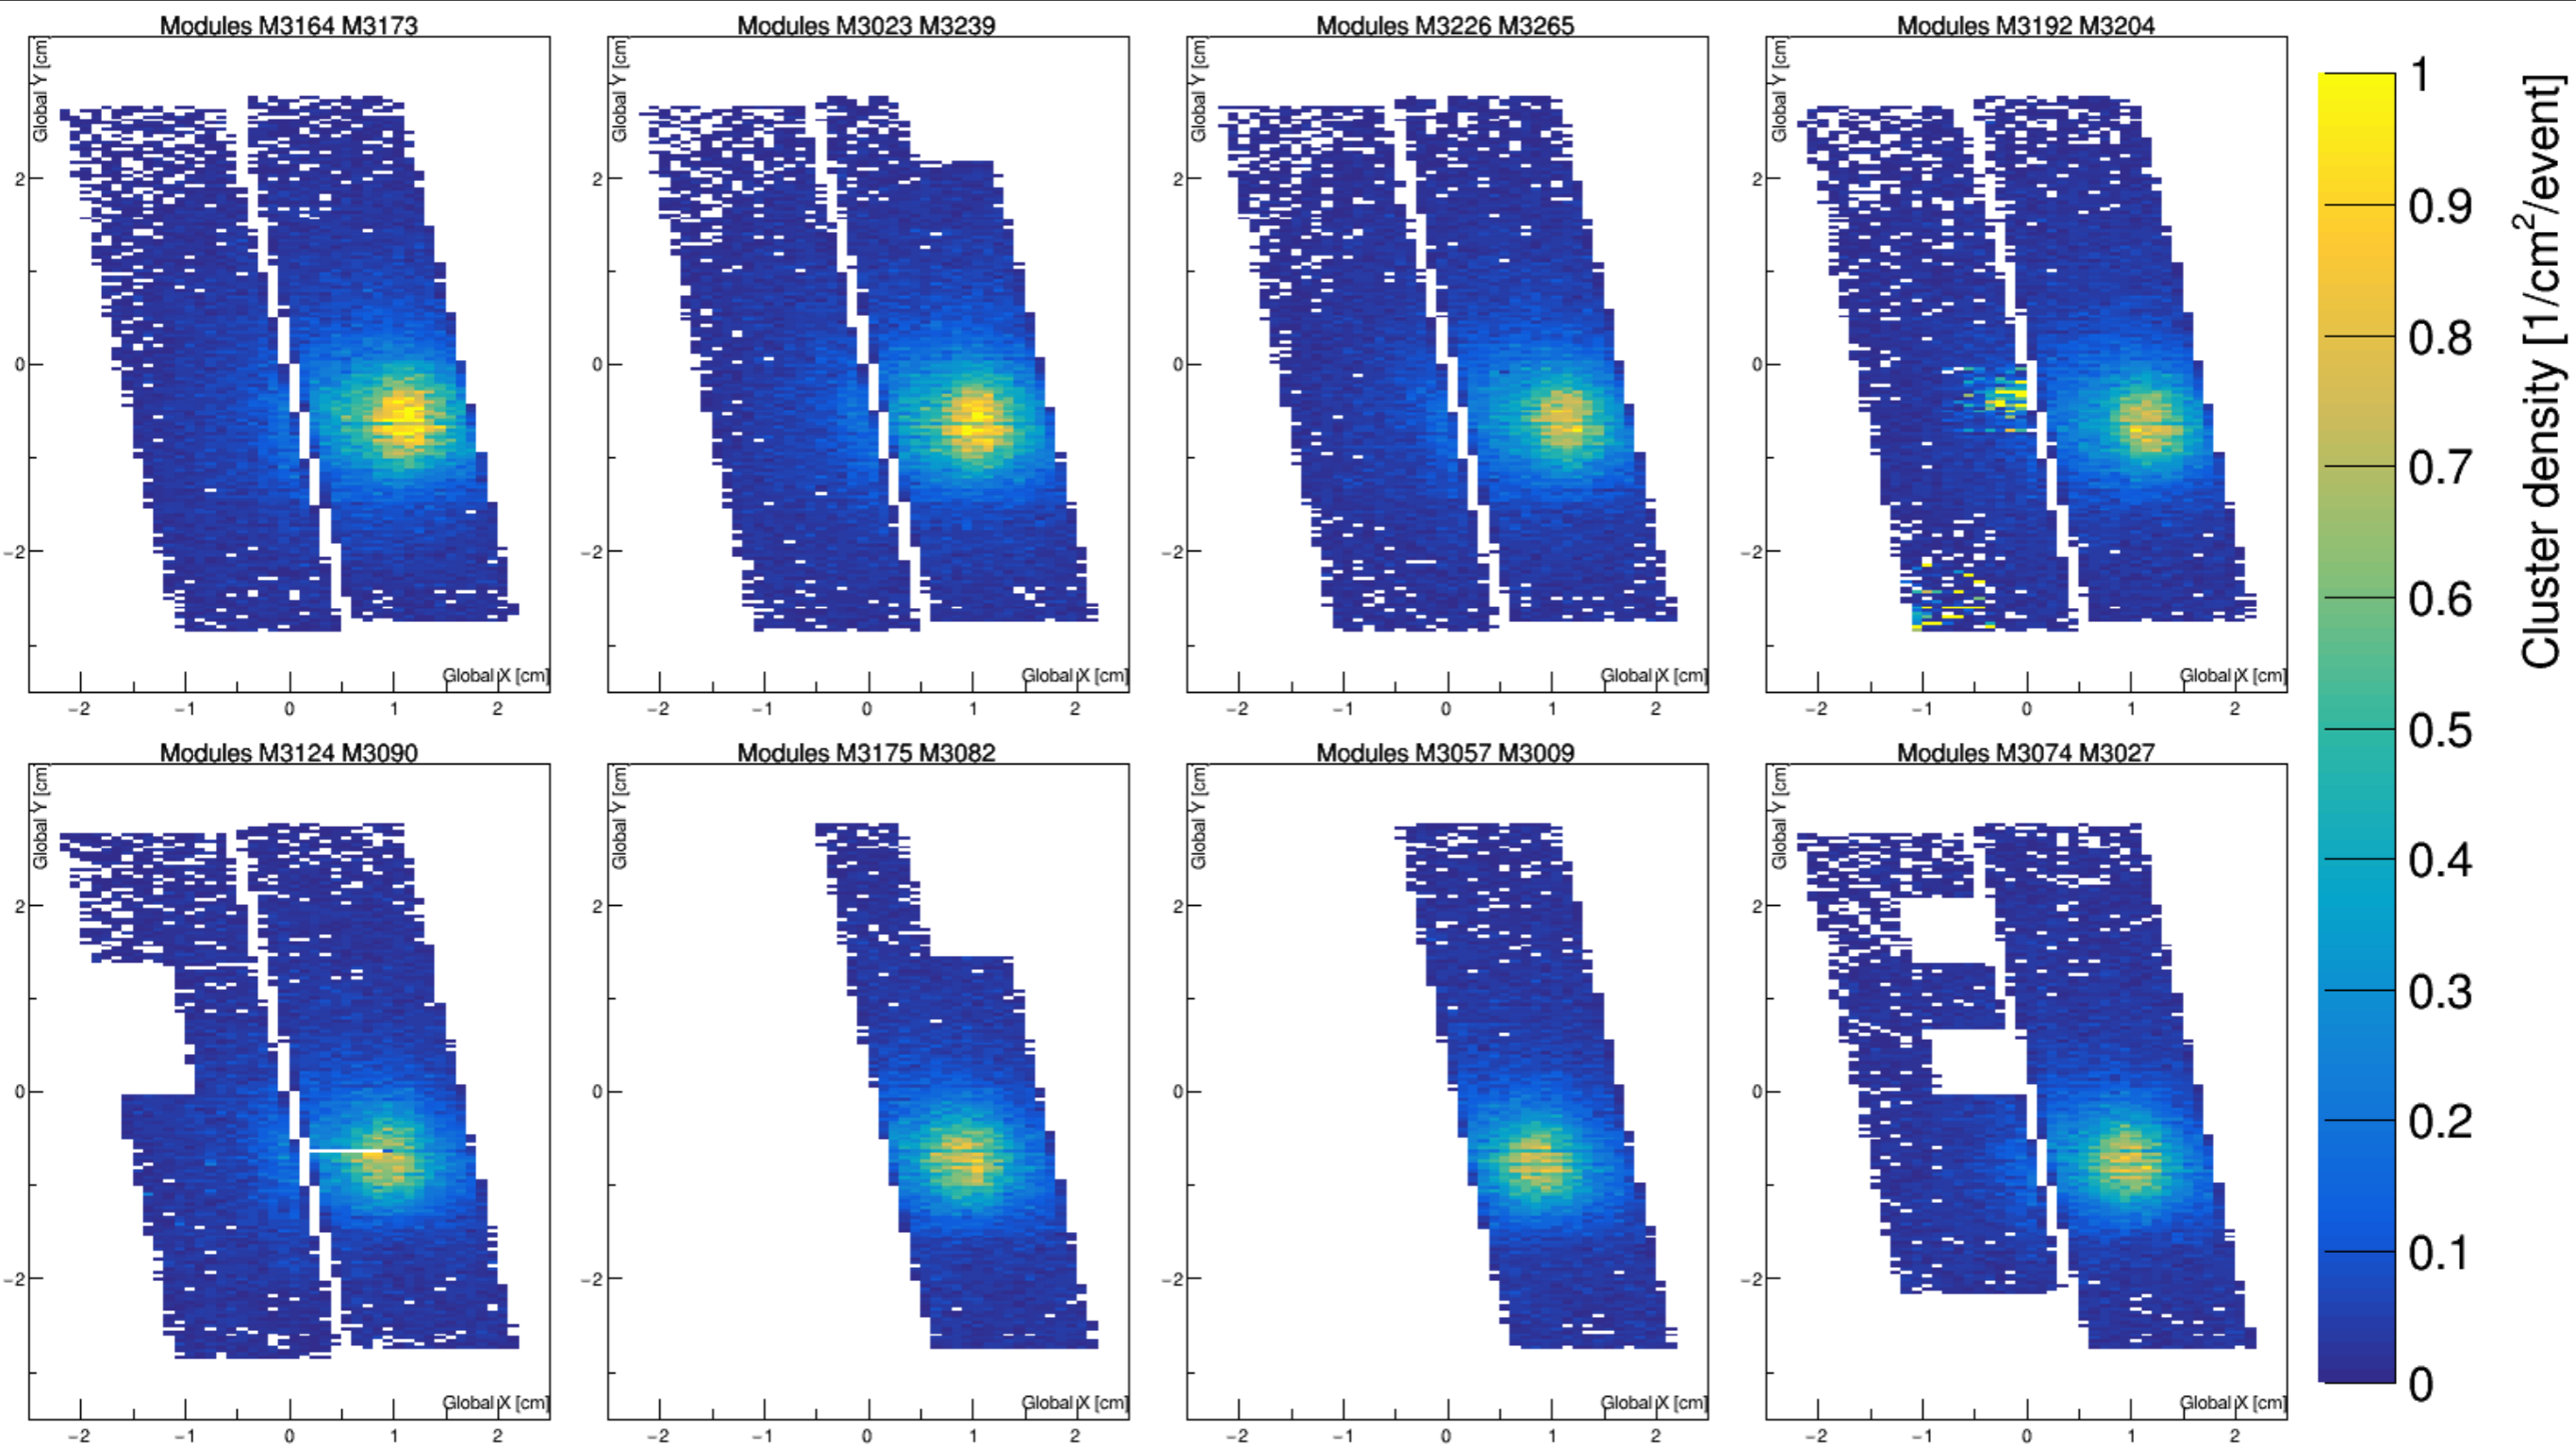 Modules M3164 M3173
Global Y [cm]
2
0
−2
Global X [cm]
−2 −1 0 1 2
Modules M3023 M3239
Global Y [cm]
2
0
−2
Global X [cm]
−2 −1 0 1 2
Modules M3226 M3265
Global Y [cm]
2
0
−2
Global X [cm]
−2 −1 0 1 2
Modules M3192 M3204
Global Y [cm]
2
0
−2
Global X [cm]
−2 −1 0 1 2
Modules M3124 M3090
Global Y [cm]
2
0
−2
Global X [cm]
−2 −1 0 1 2
Modules M3175 M3082
Global Y [cm]
2
0
−2
Global X [cm]
−2 −1 0 1 2
Modules M3057 M3009
Global Y [cm]
2
0
−2
Global X [cm]
−2 −1 0 1 2
Modules M3074 M3027
Global Y [cm]
2
0
−2
Global X [cm]
−2 −1 0 1 2
1
0.9
0.8
0.7
0.6
0.5
0.4
0.3
0.2
0.1
0
Cluster density [1/cm²/event]